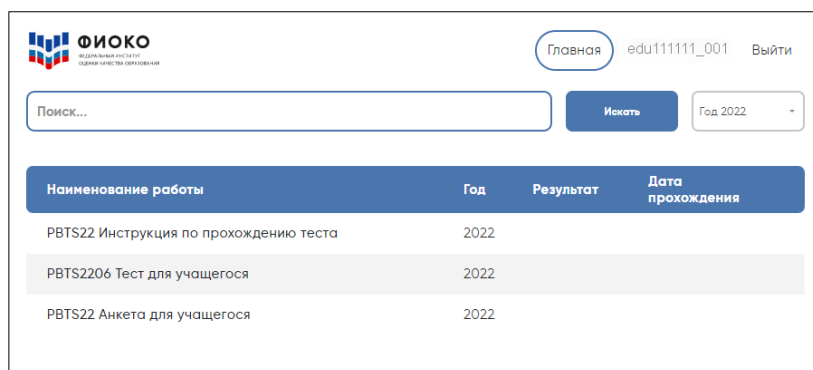 ФИОКО
ФЕДЕРАЛЬНЫЙ ИНСТИТУТ
ОЦЕНКИ КАЧЕСТВА ОБРАЗОВАНИЯ
Главная edu111111_001 Выйти
Поиск... Искать Год 2022
Наименование работы Год Результат Дата
прохождения
PBTS22 Инструкция по прохождению теста 2022
PBTS2206 Тест для учащегося 2022
PBTS22 Анкета для учащегося 2022